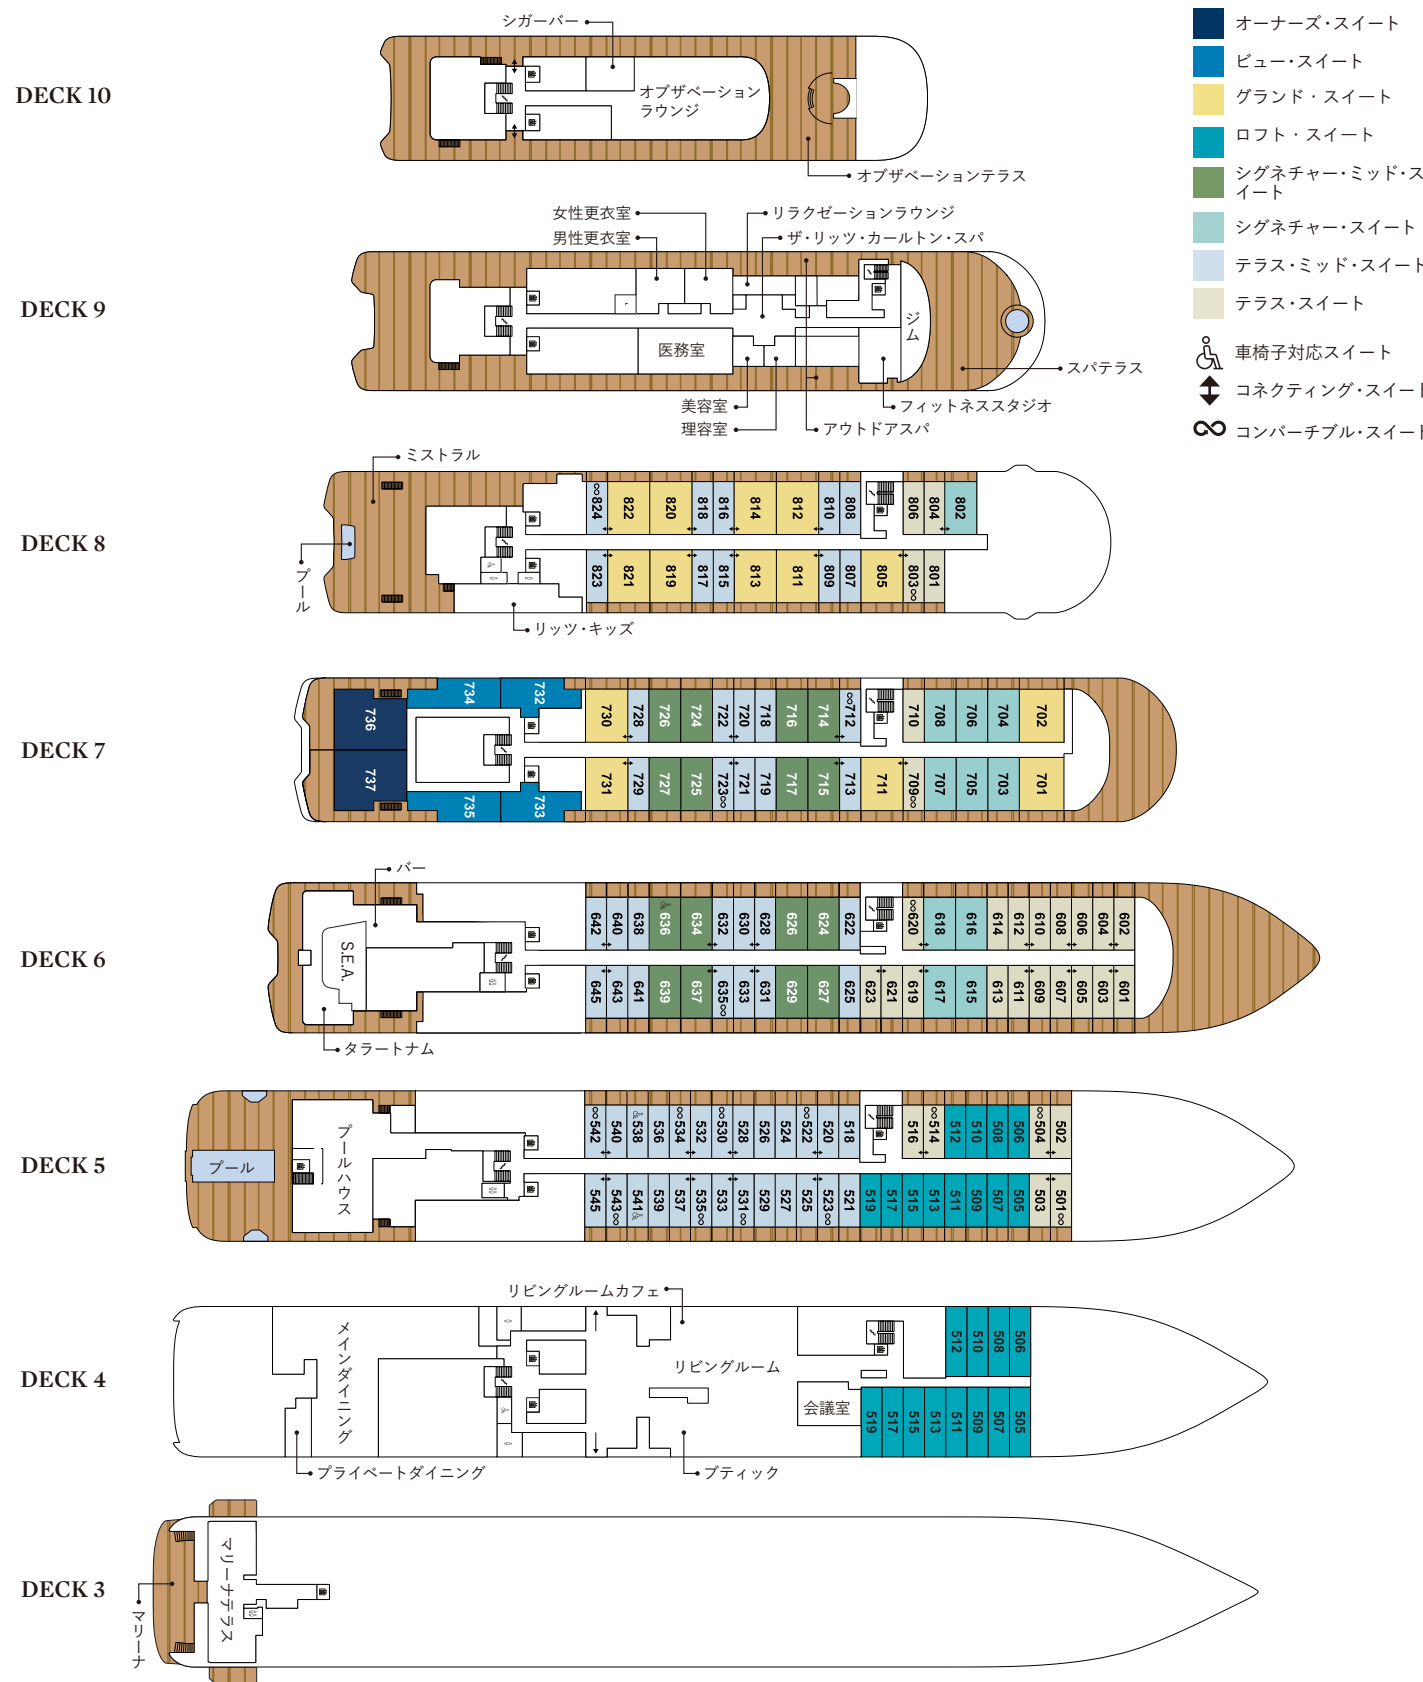 オーナーズ・スイート
ビュー・スイート
グランド・スイート
ロフト・スイート
シグネチャー・ミッド・ス
イート
シグネチャー・スイート
テラス・ミッド・スイート
テラス・スイート
車椅子対応スイート
コネクティング・スイート
コンバーチブル・スイート
DECK 10
シガーバー
オブザベーション
ラウンジ
オブザベーションテラス
DECK 9
女性更衣室
男性更衣室
リラクゼーションラウンジ
ザ・リッツ・カールトン・スパ
医務室
ジム
スパテラス
美容室
理容室
フィットネススタジオ
アウトドアスパ
DECK 8
ミストラル
プール
リッツ・キッズ
824 822 820 818 816 814 812 810 808 806 804 802
823 821 819 817 815 813 811 809 807 805 803 801
DECK 7
736 734 732 730 728 726 724 722 720 718 716 714 712 710 708 706 704 702
737 735 733 731 729 727 725 723 721 719 717 715 713 711 709 707 705 703 701
DECK 6
バー
S.E.A.
タラートナム
642 640 638 636 634 632 630 628 626 624 622 620 618 616 614 612 610 608 606 604 602
645 643 641 639 637 635 633 631 629 627 625 623 621 619 617 615 613 611 609 607 605 603 601
DECK 5
プール
プールハウス
542 540 538 536 534 532 530 528 526 524 522 520 518 516 514 512 510 508 506 504 502
545 543 541 539 537 535 533 531 529 527 525 523 521 519 517 515 513 511 509 507 505 503 501
DECK 4
リビングルームカフェ
メインダイニング
リビングルーム
会議室
プライベートダイニング
ブティック
512 510 508 506
519 517 515 513 511 509 507 505
DECK 3
マリーナテラス
マリーナ